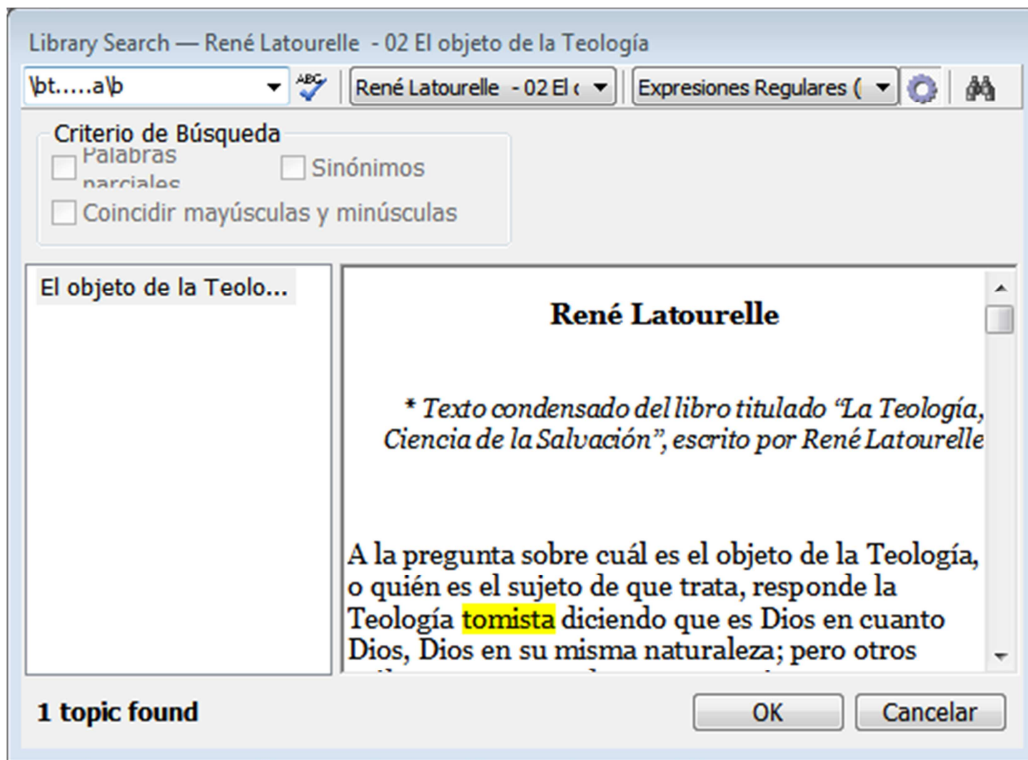 Library Search — René Latourelle - 02 El objeto de la Teología
\bt.....a\b ABC René Latourelle - 02 El Expresiones Regulares (
Criterio de Búsqueda
Palabras parciales Sinónimos
Coincidir mayúsculas y minúsculas
El objeto de la Teolo...
René Latourelle
* Texto condensado del libro titulado “La Teología,
Ciencia de la Salvación”, escrito por René Latourelle
A la pregunta sobre cuál es el objeto de la Teología,
o quién es el sujeto de que trata, responde la
Teología tomista diciendo que es Dios en cuanto
Dios, Dios en su misma naturaleza; pero otros
1 topic found OK Cancelar